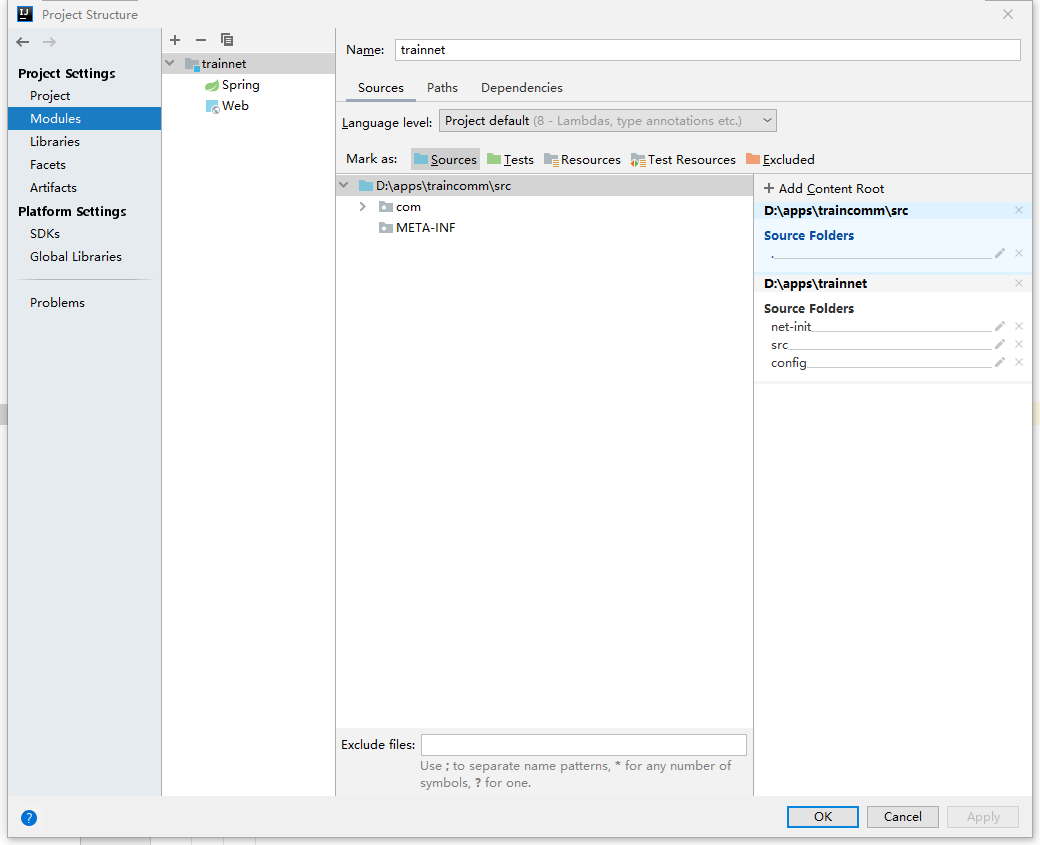 Project Structure
Project Settings
Project
Modules
Libraries
Facets
Artifacts
Platform Settings
SDKs
Global Libraries
Problems
trainnet
Spring
Web
Name: trainnet
Sources Paths Dependencies
Language level: Project default (8 - Lambdas, type annotations etc.)
Mark as: Sources Tests Resources Test Resources Excluded
D:\apps\traincomm\src
com
META-INF
+ Add Content Root
D:\apps\traincomm\src
Source Folders
.
D:\apps\trainnet
Source Folders
net-init
src
config
Exclude files:
Use ; to separate name patterns, * for any number of
symbols, ? for one.
?
OK Cancel Apply